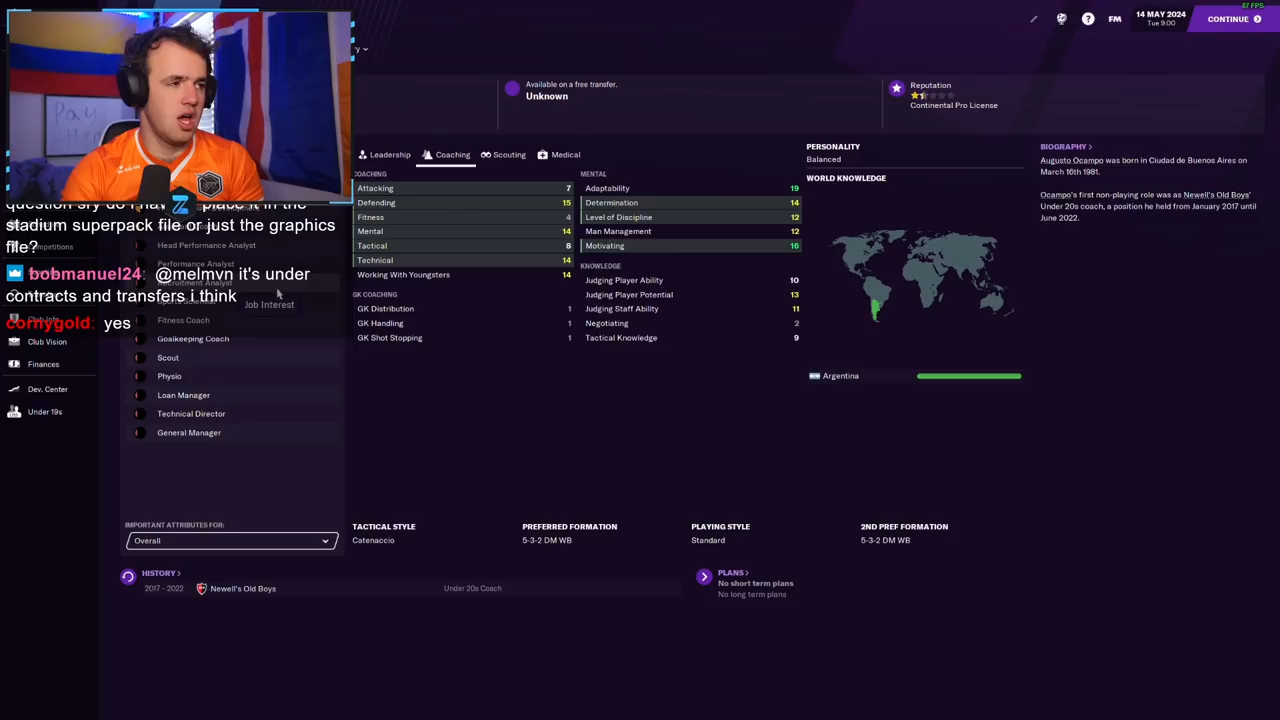 87 FPS
14 MAY 2024
Tue 9:00
FM
CONTINUE
Pay
Available on a free transfer.
Unknown
Reputation
Continental Pro License
Leadership
Coaching
Scouting
Medical
COACHING
Attacking 7
Defending 15
Fitness 4
Mental 14
Tactical 8
Technical 14
Working With Youngsters 14
GK COACHING
GK Distribution 1
GK Handling 1
GK Shot Stopping 1
MENTAL
Adaptability 19
Determination 14
Level of Discipline 12
Man Management 12
Motivating 16
KNOWLEDGE
Judging Player Ability 10
Judging Player Potential 13
Judging Staff Ability 11
Negotiating 2
Tactical Knowledge 9
PERSONALITY
Balanced
WORLD KNOWLEDGE
Argentina
BIOGRAPHY
Augusto Ocampo was born in Ciudad de Buenos Aires on
March 16th 1981.
Ocampo's first non-playing role was as Newell's Old Boys'
Under 20s coach, a position he held from January 2017 until
June 2022.
question sry do i have place it in the
stadium superpack file or just the graphics
file?
bobmanuel24: @melmvn it's under
contracts and transfers i think
cornygold: yes
Head Performance Analyst
Performance Analyst
Recruitment Analyst
Job Interest
Fitness Coach
Goalkeeping Coach
Scout
Physio
Loan Manager
Technical Director
General Manager
Club Vision
Finances
Dev. Center
Under 19s
IMPORTANT ATTRIBUTES FOR:
Overall
TACTICAL STYLE
Catenaccio
PREFERRED FORMATION
5-3-2 DM WB
PLAYING STYLE
Standard
2ND PREF FORMATION
5-3-2 DM WB
HISTORY
2017 - 2022 Newell's Old Boys Under 20s Coach
PLANS
No short term plans
No long term plans